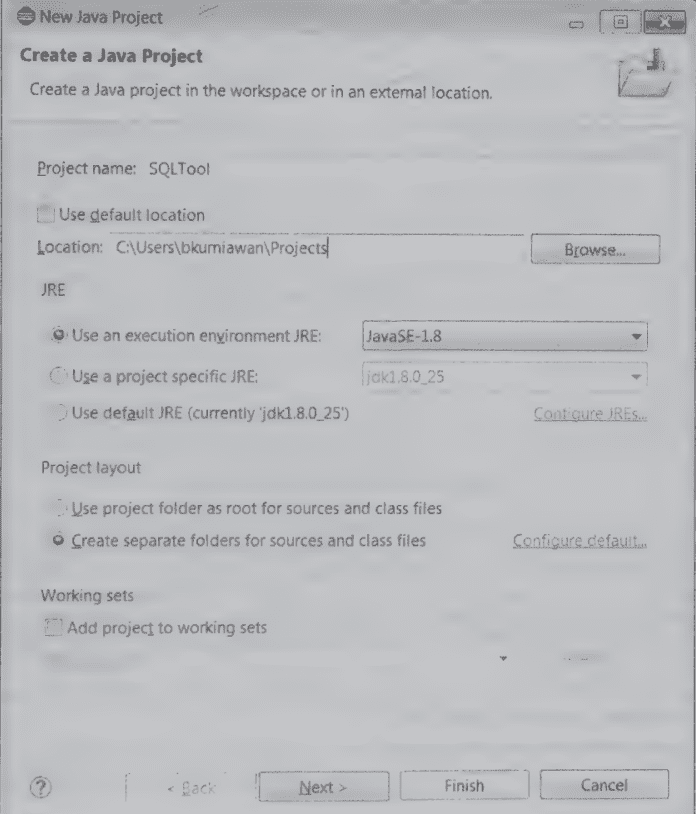 New Java Project
Create a Java Project
Create a Java project in the workspace or in an external location.
Project name: SQLTool
Use default location
Location: C:\Users\bkurniawan\Projects
Browse...
JRE
Use an execution environment JRE:
JavaSE-1.8
Use a project specific JRE:
jdk1.8.0_25
Use default JRE (currently 'jdk1.8.0_25')
Configure JREs...
Project layout
Use project folder as root for sources and class files
Create separate folders for sources and class files
Configure default...
Working sets
Add project to working sets
?
< Back
Next >
Finish
Cancel